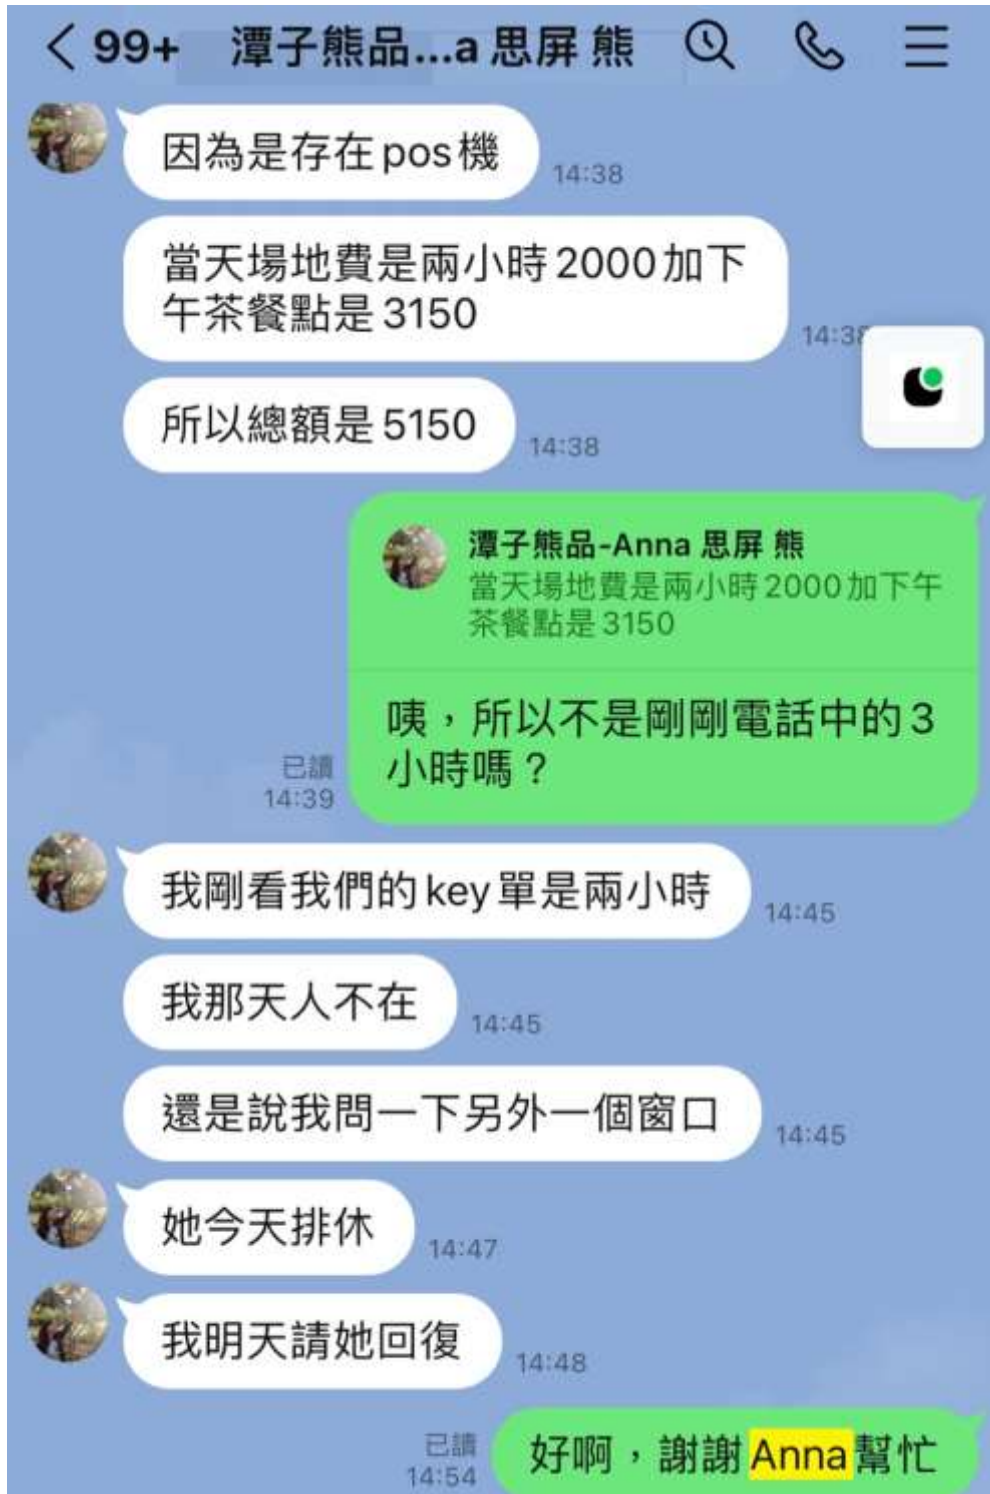 99+ 潭子熊品...a 思屏 熊
因為是存在pos機
14:38
當天場地費是兩小時2000加下
午茶餐點是3150
14:38
所以總額是5150
14:38
潭子熊品-Anna 思屏 熊
當天場地費是兩小時2000加下午
茶餐點是3150
咦，所以不是剛剛電話中的3
小時嗎？
已讀
14:39
我剛看我們的key單是兩小時
14:45
我那天人不在
14:45
還是說我問一下另外一個窗口
14:45
她今天排休
14:47
我明天請她回復
14:48
好啊，謝謝Anna幫忙
已讀
14:54